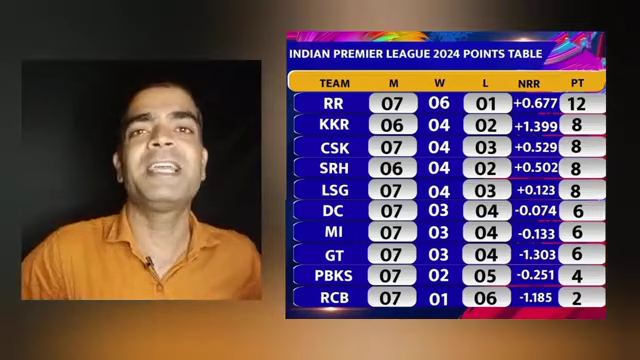 INDIAN PREMIER LEAGUE 2024 POINTS TABLE
TEAM M W L NRR PT
RR 07 06 01 +0.677 12
KKR 06 04 02 +1.399 8
CSK 07 04 03 +0.529 8
SRH 06 04 02 +0.502 8
LSG 07 04 03 +0.123 8
DC 07 03 04 -0.074 6
MI 07 03 04 -0.133 6
GT 07 03 04 -1.303 6
PBKS 07 02 05 -0.251 4
RCB 07 01 06 -1.185 2